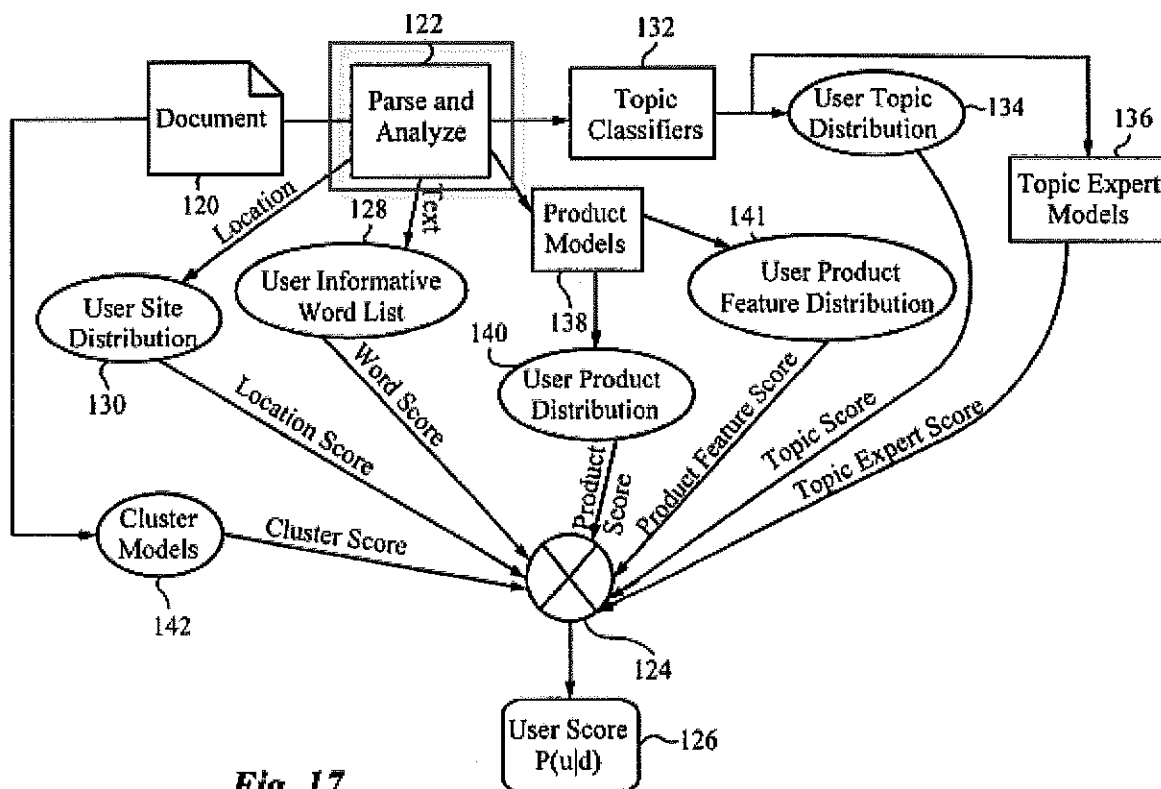 122
132
Document
Parse and
Analyze
Topic
Classifiers
User Topic
Distribution
134
136
120
Location
Text
128
Product
Models
138
141
Topic Expert
Models
User Site
Distribution
130
User Informative
Word List
User Product
Feature Distribution
140
User Product
Distribution
Location Score
Word Score
Product
Score
Product Feature Score
Topic Score
Topic Expert Score
Cluster
Models
142
Cluster Score
124
User Score
P(u|d)
126
Fig. 17